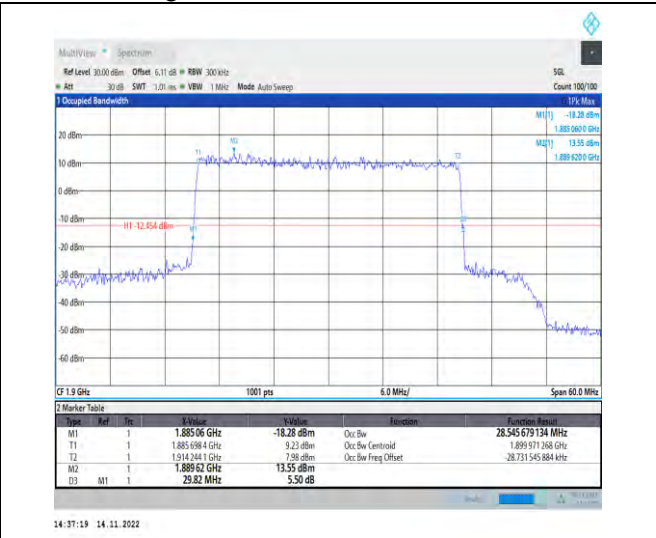 MultiView Spectrum
Ref Level 30.00 dBm Offset 6.11 dB RBW 300 kHz SGL
Att 30 dB SWT 1.01 ms VBW 1 MHz Mode Auto Sweep Count 100/100
1 Occupied Bandwidth 1Pk Max
M1[1] -18.28 dBm
1.885 060 0 GHz
M2[1] 13.55 dBm
1.889 620 0 GHz
20 dBm
M2
T1 T2
10 dBm
0 dBm
-10 dBm
H1 -12.454 dBm
M1
-20 dBm
-30 dBm
-40 dBm
-50 dBm
-60 dBm
CF 1.9 GHz 1001 pts 6.0 MHz/ Span 60.0 MHz
2 Marker Table
Type Ref Trc X-Value Y-Value Function Function Result
M1 1 1.885 06 GHz -18.28 dBm Occ Bw 28.545 679 134 MHz
T1 1 1.885 698 4 GHz 9.23 dBm Occ Bw Centroid 1.899 971 268 GHz
T2 1 1.914 244 1 GHz 7.98 dBm Occ Bw Freq Offset -28.731 545 884 kHz
M2 1 1.889 62 GHz 13.55 dBm
D3 M1 1 29.82 MHz 5.50 dB
14:37:19 14.11.2022